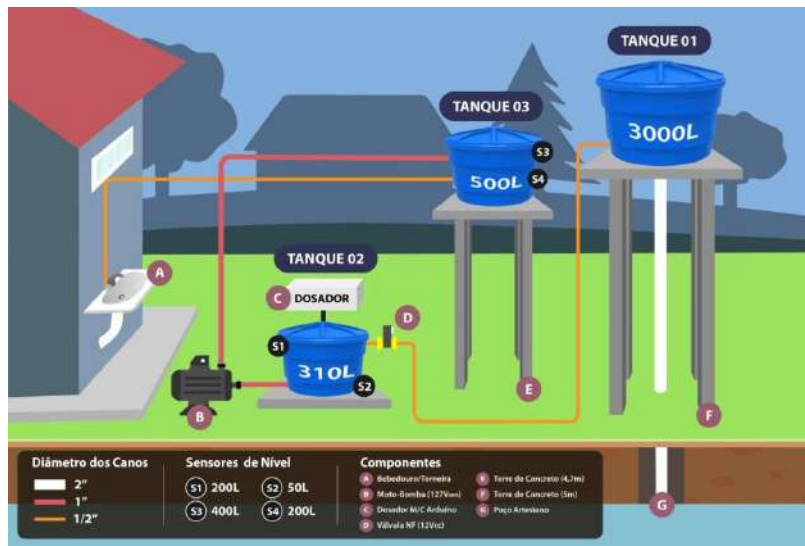 TANQUE 01
3000L
TANQUE 03
S3
500L
S4
A
TANQUE 02
C DOSADOR
D
S1
310L
S2
B
E
F
G
Diâmetro dos Canos
2"
1"
1/2"
Sensores de Nível
S1 200L S2 50L
S3 400L S4 200L
Componentes
A Bebedouro/Torneira
B Moto-Bomba (127Vrms)
C Dosador M/C Arduino
D Válvula NF (12Vcc)
E Torre de Concreto (4,7m)
F Torre de Concreto (5m)
G Poço Artesiano